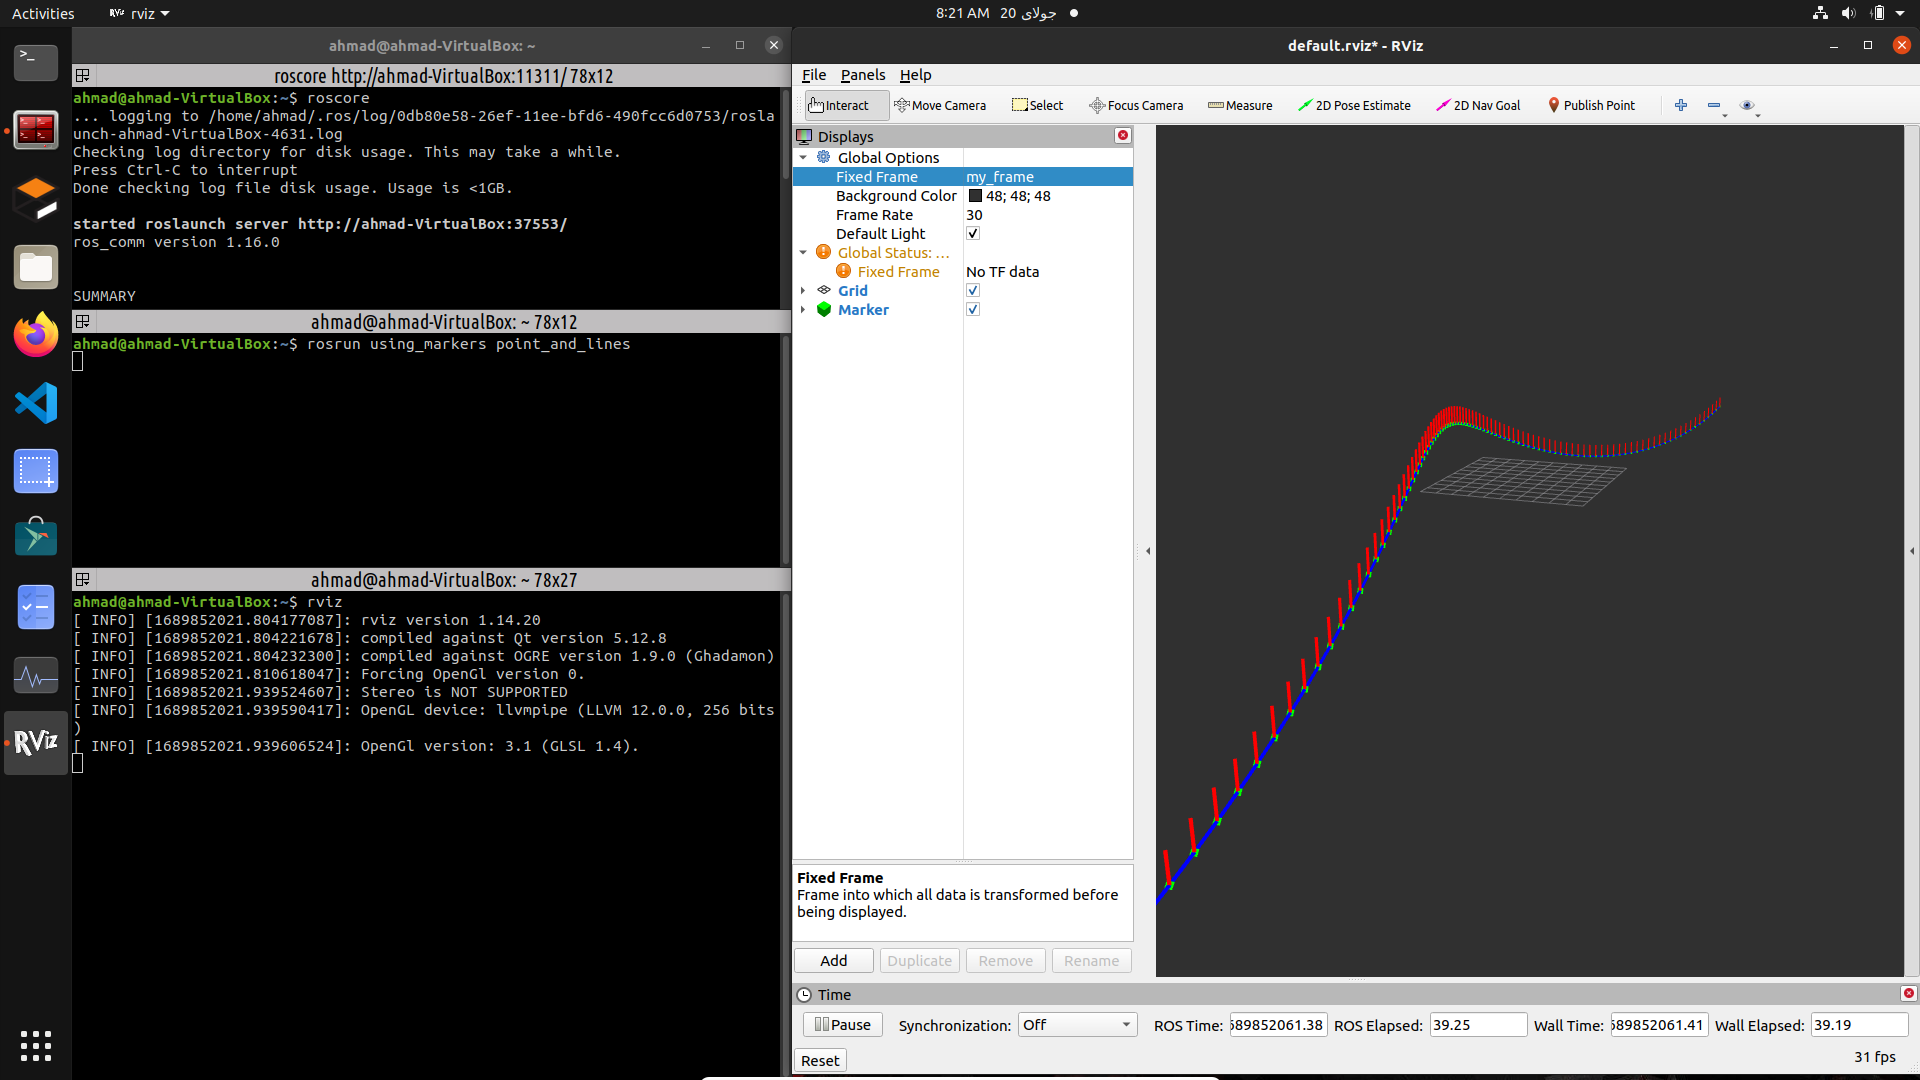 Activities
rviz
8:21 AM 20 جولای
ahmad@ahmad-VirtualBox: ~
roscore http://ahmad-VirtualBox:11311/ 78x12
ahmad@ahmad-VirtualBox:~$ roscore
... logging to /home/ahmad/.ros/log/0db80e58-26ef-11ee-bfd6-490fcc6d0753/rosla
unch-ahmad-VirtualBox-4631.log
Checking log directory for disk usage. This may take a while.
Press Ctrl-C to interrupt
Done checking log file disk usage. Usage is <1GB.
started roslaunch server http://ahmad-VirtualBox:37553/
ros_comm version 1.16.0
SUMMARY
ahmad@ahmad-VirtualBox: ~ 78x12
ahmad@ahmad-VirtualBox:~$ rosrun using_markers point_and_lines
ahmad@ahmad-VirtualBox: ~ 78x27
ahmad@ahmad-VirtualBox:~$ rviz
[ INFO] [1689852021.804177087]: rviz version 1.14.20
[ INFO] [1689852021.804221678]: compiled against Qt version 5.12.8
[ INFO] [1689852021.804232300]: compiled against OGRE version 1.9.0 (Ghadamon)
[ INFO] [1689852021.810618047]: Forcing OpenGl version 0.
[ INFO] [1689852021.939524607]: Stereo is NOT SUPPORTED
[ INFO] [1689852021.939590417]: OpenGL device: llvmpipe (LLVM 12.0.0, 256 bits
)
[ INFO] [1689852021.939606524]: OpenGl version: 3.1 (GLSL 1.4).
RViz
default.rviz* - RViz
File Panels Help
Interact Move Camera Select Focus Camera Measure 2D Pose Estimate 2D Nav Goal Publish Point
Displays
Global Options
Fixed Frame my_frame
Background Color 48; 48; 48
Frame Rate 30
Default Light
Global Status: ...
Fixed Frame No TF data
Grid
Marker
Fixed Frame
Frame into which all data is transformed before
being displayed.
Add Duplicate Remove Rename
Time
Pause Synchronization: Off ROS Time: 689852061.38 ROS Elapsed: 39.25 Wall Time: 689852061.41 Wall Elapsed: 39.19
Reset 31 fps